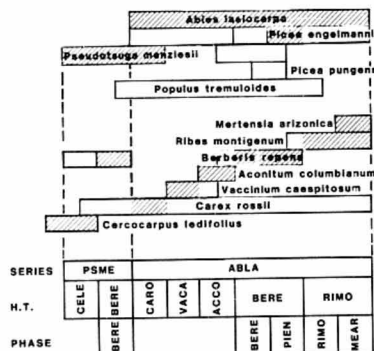 Abies lasiocarpa
Picea engelmanni
Pseudotsuga menziesii
Picea pungen
Populus tremuloides
Mertensia arizonica
Ribes montigenum
Berberis repens
Aconitum columbianum
Vaccinium caespitosum
Carex rossii
Cercocarpus ledifolius
SERIES PSME ABLA
H.T. CELE BERE CARO VACA ACCO BERE RIMO
PHASE BERE BERE PIEN RIMO MEAR